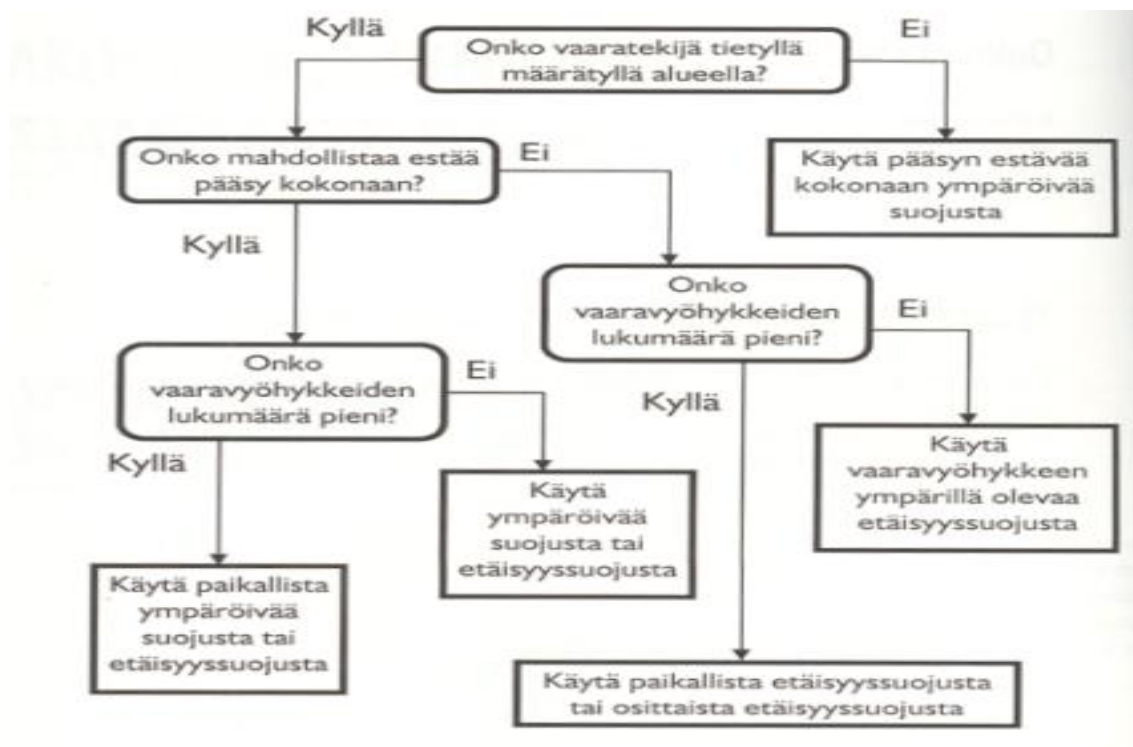 Kyllä
Ei
Onko vaaratekijä tietyllä
määrätyllä alueella?
Onko mahdollistaa estää
pääsy kokonaan?
Ei
Käytä pääsyn estävää
kokonaan ympäröivää
suojusta
Kyllä
Onko
vaaravyöhykkeiden
lukumäärä pieni?
Ei
Onko
vaaravyöhykkeiden
lukumäärä pieni?
Ei
Kyllä
Kyllä
Käytä
vaaravyöhykkeen
ympärillä olevaa
etäisyyssuojusta
Käytä
ympäröivää
suojusta tai
etäisyyssuojusta
Käytä paikallista
ympäröivää
suojusta tai
etäisyyssuojusta
Käytä paikallista etäisyyssuojusta
tai osittaista etäisyyssuojusta